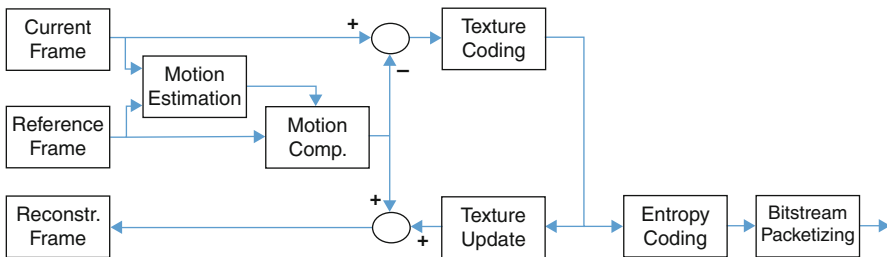 Current
Frame
+
Texture
Coding
Motion
Estimation
−
Reference
Frame
Motion
Comp.
+
Reconstr.
Frame
+
Texture
Update
Entropy
Coding
Bitstream
Packetizing